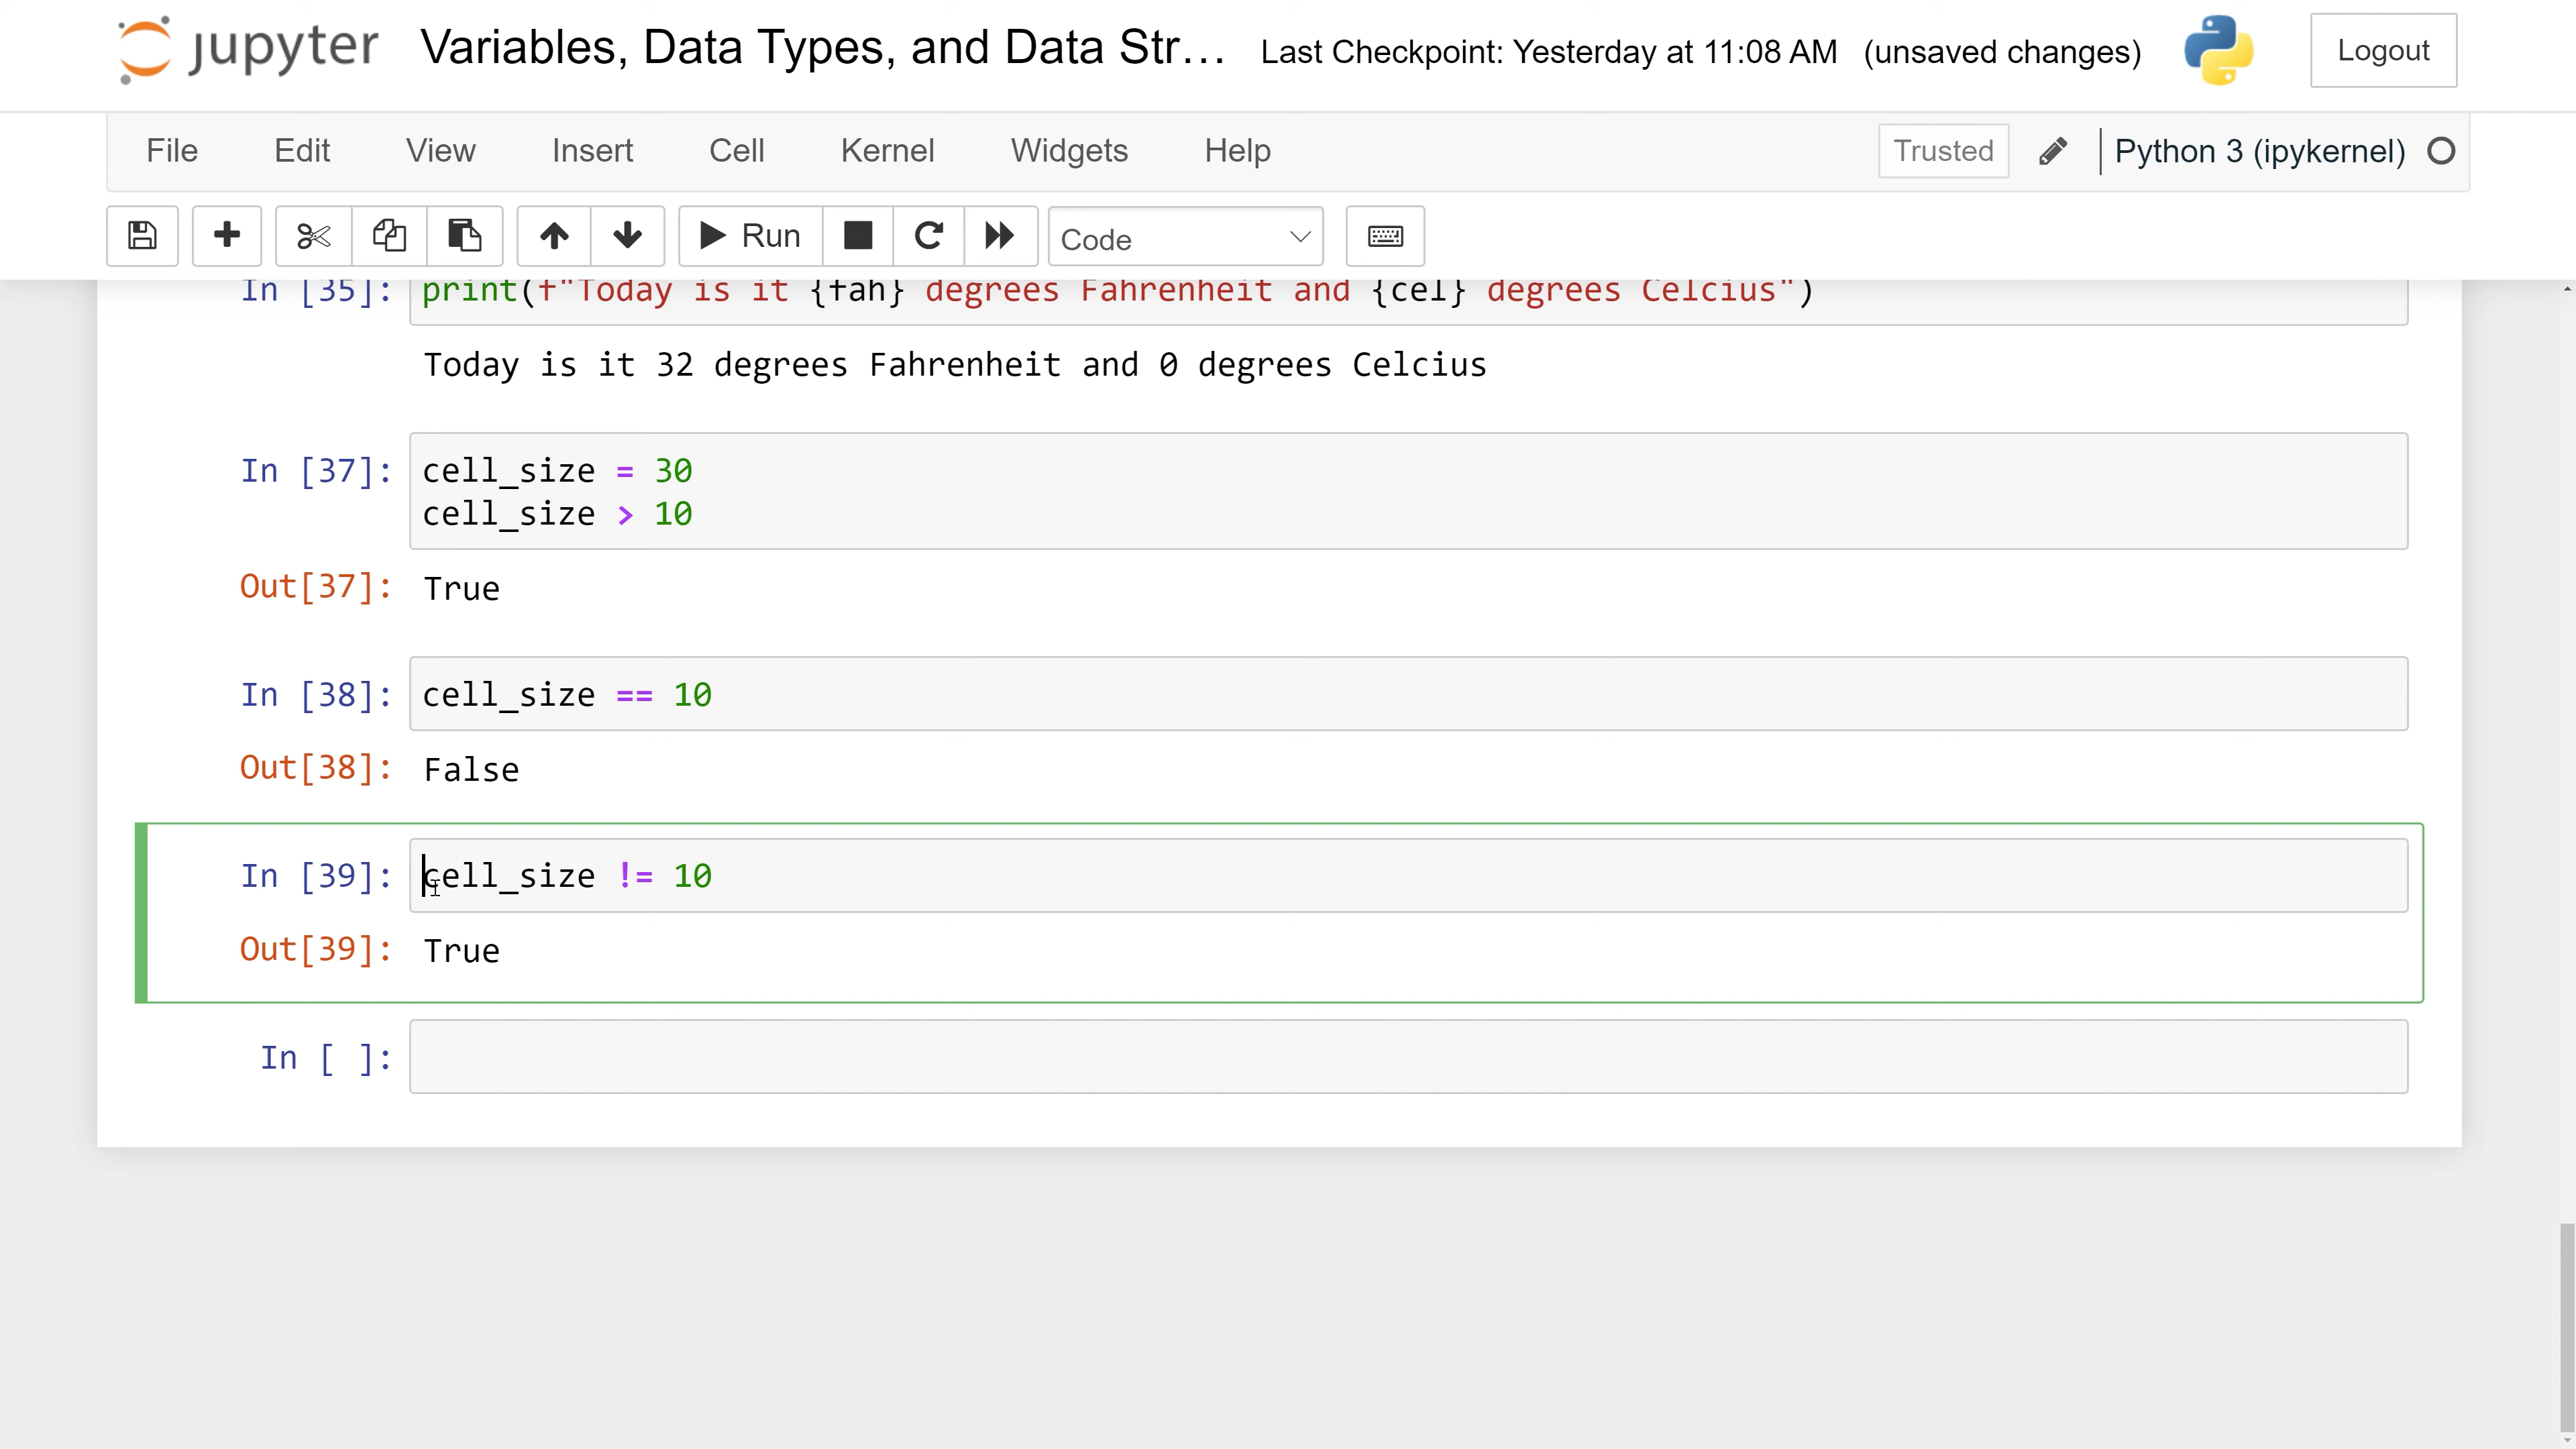 jupyter Variables, Data Types, and Data Str... Last Checkpoint: Yesterday at 11:08 AM (unsaved changes) Logout
File Edit View Insert Cell Kernel Widgets Help Trusted Python 3 (ipykernel)
Run Code
In [35]: print(f"Today is it {fah} degrees Fahrenheit and {cel} degrees Celcius")
Today is it 32 degrees Fahrenheit and 0 degrees Celcius
In [37]: cell_size = 30
cell_size > 10
Out[37]: True
In [38]: cell_size == 10
Out[38]: False
In [39]: cell_size != 10
Out[39]: True
In [ ]: